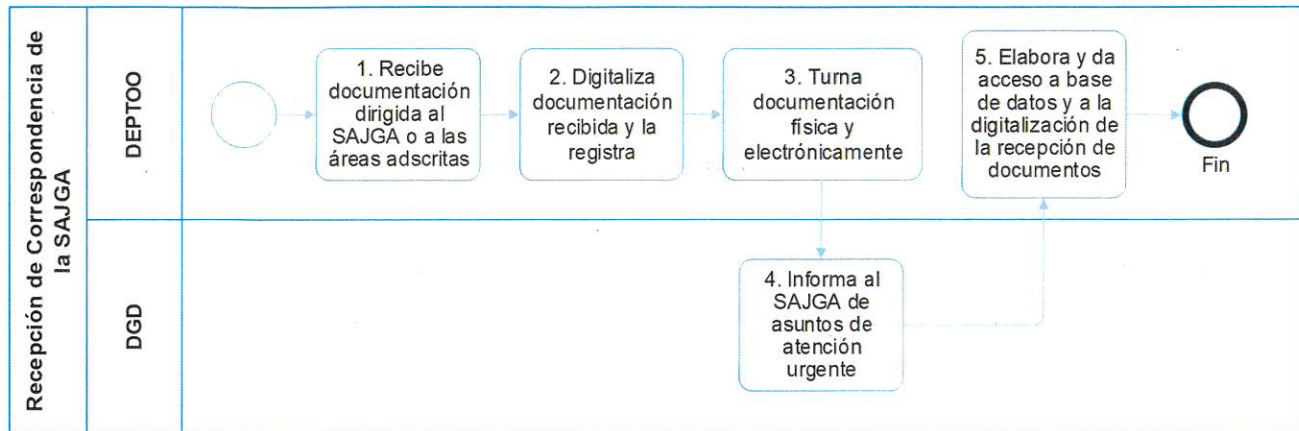 Recepción de Correspondencia de
la SAJGA
DEPTOO
1. Recibe
documentación
dirigida al
SAJGA o a las
áreas adscritas
2. Digitaliza
documentación
recibida y la
registra
3. Turna
documentación
física y
electrónicamente
5. Elabora y da
acceso a base
de datos y a la
digitalización de
la recepción de
documentos
Fin
DGD
4. Informa al
SAJGA de
asuntos de
atención
urgente